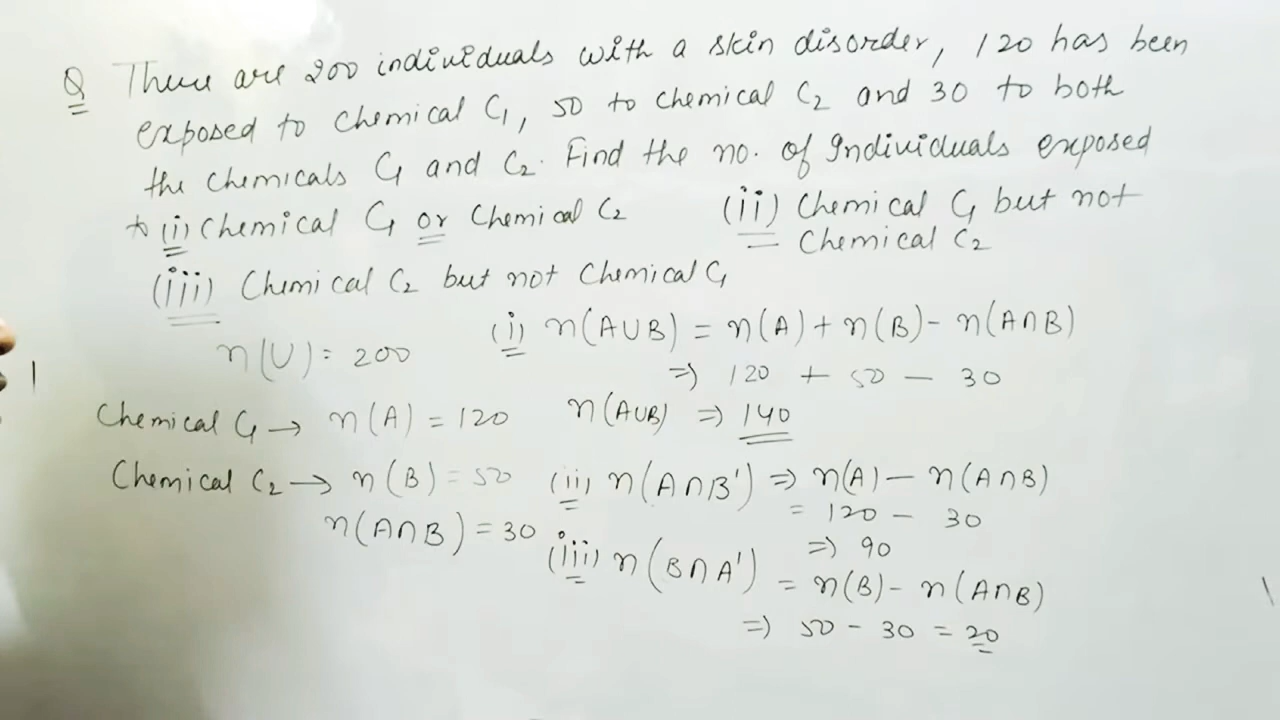 Q There are 200 individuals with a skin disorder, 120 has been
exposed to chemical C1, 50 to chemical C2 and 30 to both
the chemicals C1 and C2. Find the no. of Individuals exposed
to (i) Chemical C1 or Chemical C2 (ii) Chemical C1 but not
Chemical C2
(iii) Chemical C2 but not Chemical C1
n(U) = 200
(i) n(A∪B) = n(A) + n(B) - n(A∩B)
⇒ 120 + 50 - 30
Chemical C1 → n(A) = 120
n(A∪B) ⇒ 140
Chemical C2 → n(B) = 50
n(A∩B) = 30
(ii) n(A∩B') ⇒ n(A) - n(A∩B)
= 120 - 30
⇒ 90
(iii) n(B∩A') = n(B) - n(A∩B)
⇒ 50 - 30 = 20